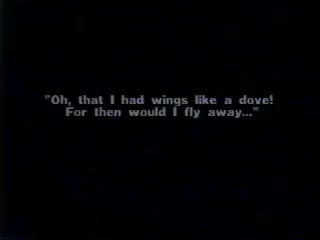 "Oh, that I had wings like a dove!
For then would I fly away..."